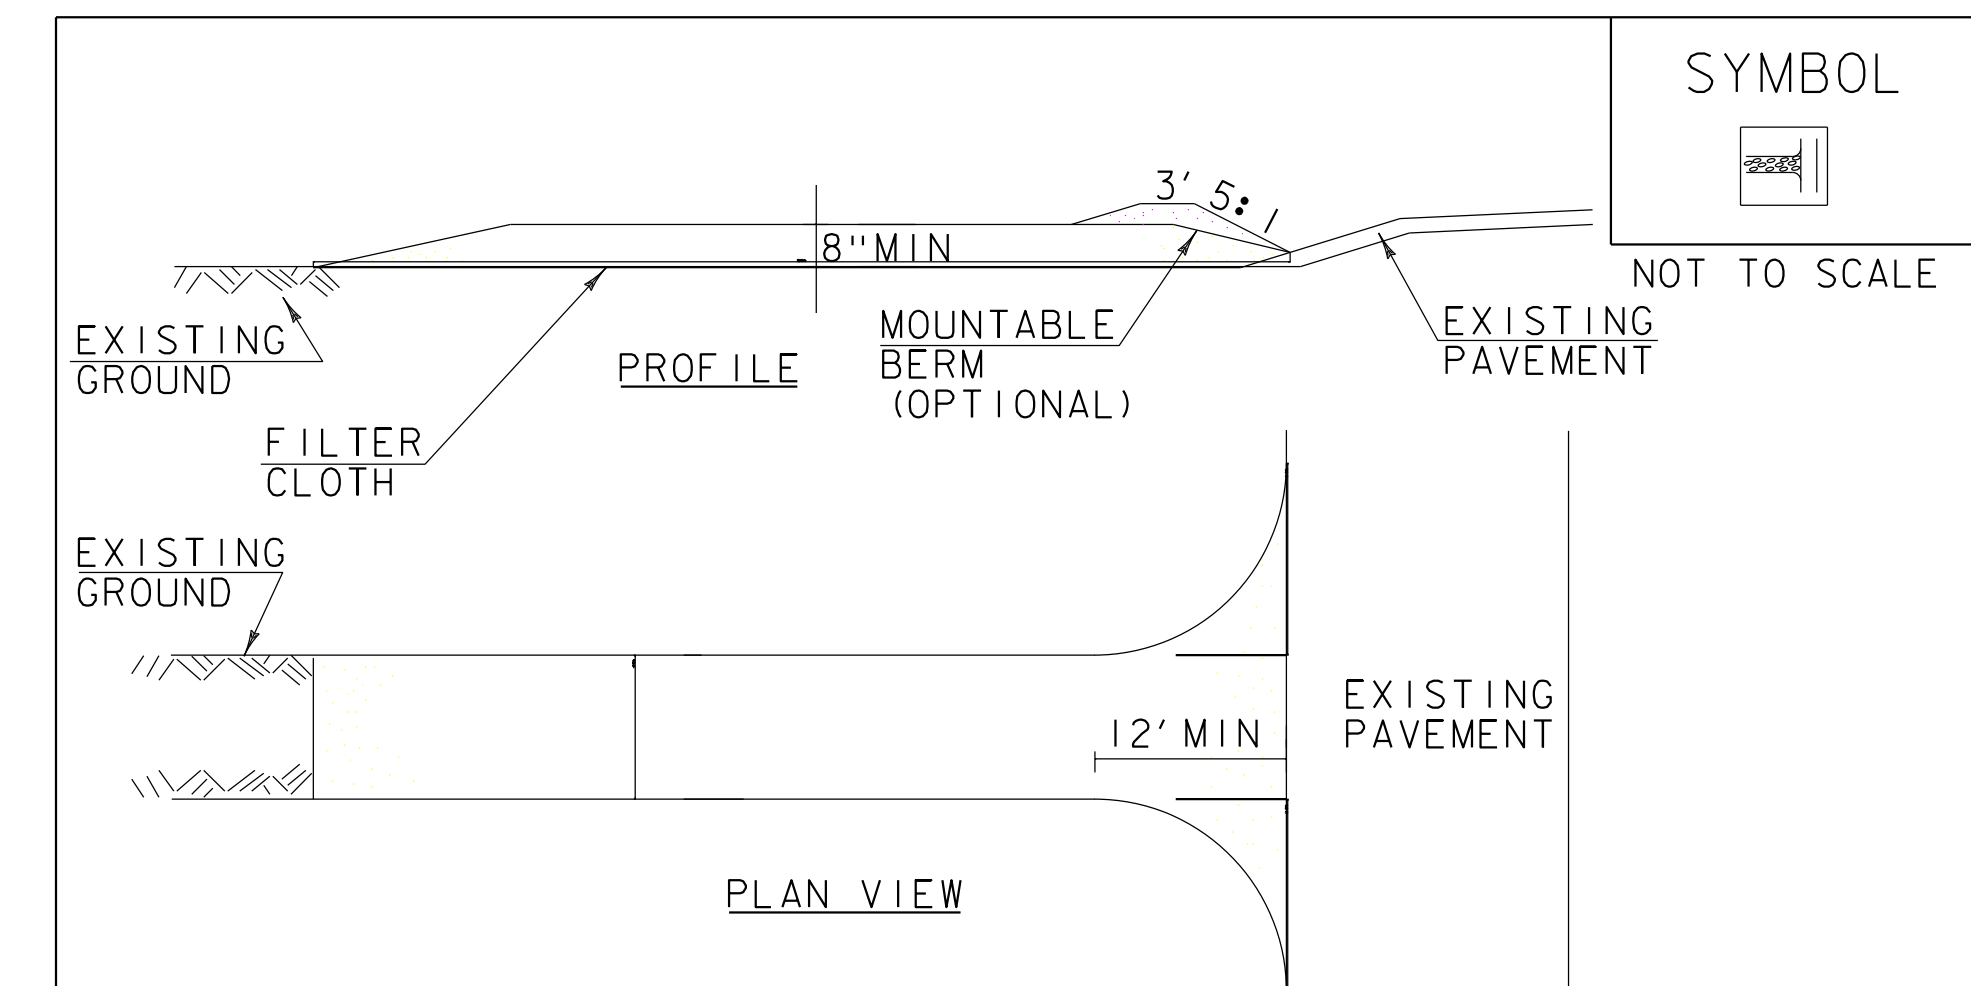 SYMBOL
3' 5:1
8"MIN
NOT TO SCALE
EXISTING
GROUND
PROFILE
MOUNTABLE
BERM
(OPTIONAL)
EXISTING
PAVEMENT
FILTER
CLOTH
EXISTING
GROUND
EXISTING
PAVEMENT
12' MIN
PLAN VIEW